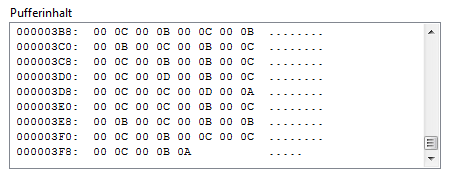 Pufferinhalt
000003B8: 00 0C 00 0B 00 0C 00 0B ........
000003C0: 00 0B 00 0C 00 0B 00 0C ........
000003C8: 00 0C 00 0B 00 0B 00 0C ........
000003D0: 00 0C 00 0D 00 0B 00 0C ........
000003D8: 00 0C 00 0C 00 0D 00 0A ........
000003E0: 00 0C 00 0C 00 0B 00 0C ........
000003E8: 00 0B 00 0C 00 0B 00 0B ........
000003F0: 00 0C 00 0B 00 0C 00 0C ........
000003F8: 00 0C 00 0B 0A .....